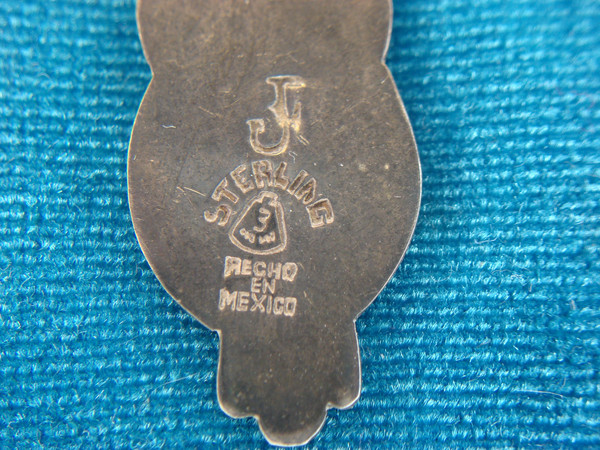 STERLING
3
HECHO
EN
MEXICO